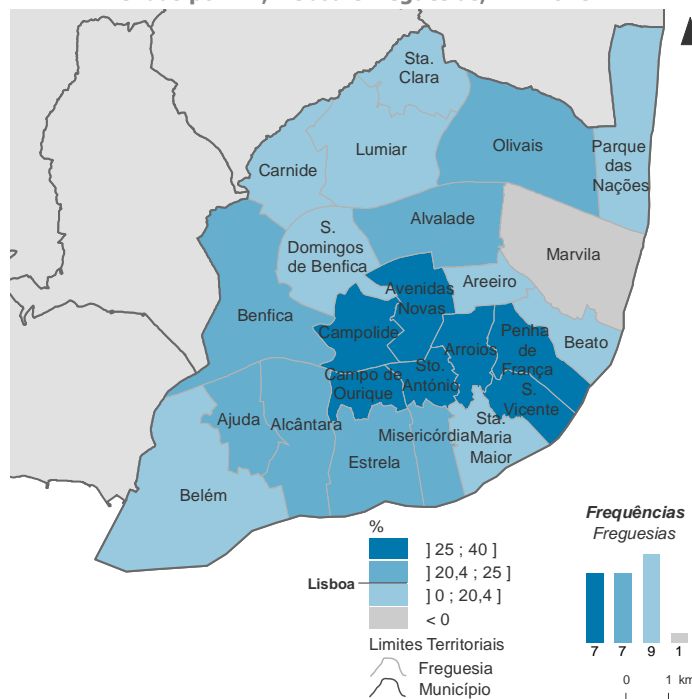 Sta.
Clara
Lumiar
Olivais
Parque
das
Nações
Carnide
Alvalade
S.
Domingos
de Benfica
Marvila
Areeiro
Avenidas
Novas
Benfica
Campolide
Arroios
Penha
de
França
Beato
Campo de
Ourique
Sto.
António
S.
Vicente
Ajuda
Alcântara
Misericórdia
Sta.
Maria
Maior
Estrela
Belém
%
] 25 ; 40 ]
] 20,4 ; 25 ]
Lisboa
] 0 ; 20,4 ]
< 0
Limites Territoriais
Freguesia
Município
Frequências
Freguesias
7 7 9 1
0 1 km